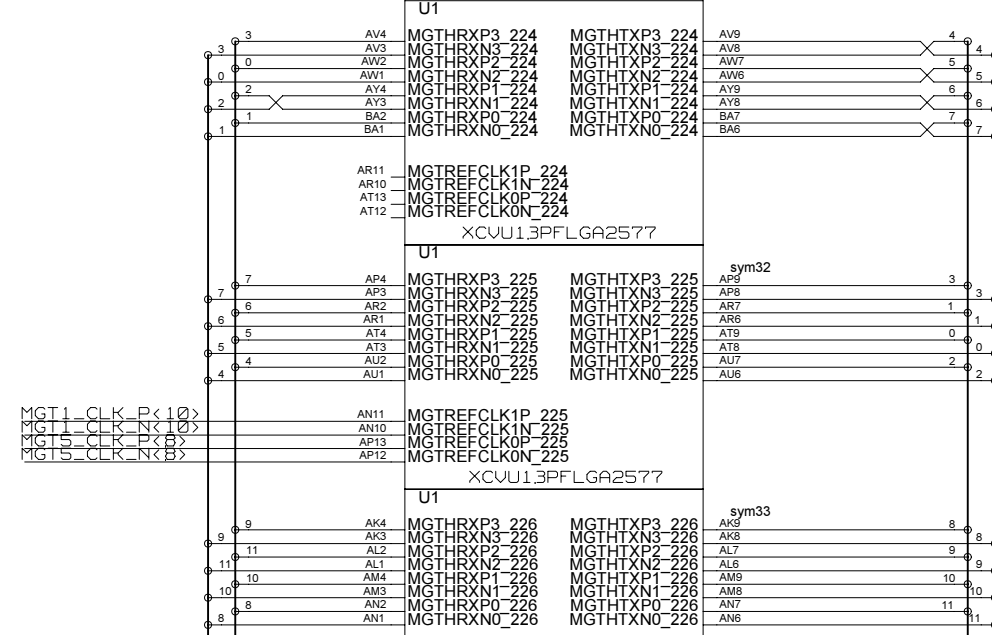 U1
3 AV4 MGTHRXP3_224 MGTHTXP3_224 AV9 4
3 AV3 MGTHRXN3_224 MGTHTXN3_224 AV8 4
0 AW2 MGTHRXP2_224 MGTHTXP2_224 AW7 5
0 AW1 MGTHRXN2_224 MGTHTXN2_224 AW6 5
2 AY4 MGTHRXP1_224 MGTHTXP1_224 AY9 6
2 AY3 MGTHRXN1_224 MGTHTXN1_224 AY8 6
1 BA2 MGTHRXP0_224 MGTHTXP0_224 BA7 7
1 BA1 MGTHRXN0_224 MGTHTXN0_224 BA6 7
AR11 MGTREFCLK1P_224
AR10 MGTREFCLK1N_224
AT13 MGTREFCLK0P_224
AT12 MGTREFCLK0N_224
XCVU13PFLGA2577
U1
sym32
7 AP4 MGTHRXP3_225 MGTHTXP3_225 AP9 3
7 AP3 MGTHRXN3_225 MGTHTXN3_225 AP8 3
6 AR2 MGTHRXP2_225 MGTHTXP2_225 AR7 1
6 AR1 MGTHRXN2_225 MGTHTXN2_225 AR6 1
5 AT4 MGTHRXP1_225 MGTHTXP1_225 AT9 0
5 AT3 MGTHRXN1_225 MGTHTXN1_225 AT8 0
4 AU2 MGTHRXP0_225 MGTHTXP0_225 AU7 2
4 AU1 MGTHRXN0_225 MGTHTXN0_225 AU6 2
MGT1_CLK_P<10> AN11 MGTREFCLK1P_225
MGT1_CLK_N<10> AN10 MGTREFCLK1N_225
MGT5_CLK_P<8> AP13 MGTREFCLK0P_225
MGT5_CLK_N<8> AP12 MGTREFCLK0N_225
XCVU13PFLGA2577
U1
sym33
9 AK4 MGTHRXP3_226 MGTHTXP3_226 AK9 8
9 AK3 MGTHRXN3_226 MGTHTXN3_226 AK8 8
11 AL2 MGTHRXP2_226 MGTHTXP2_226 AL7 9
11 AL1 MGTHRXN2_226 MGTHTXN2_226 AL6 9
10 AM4 MGTHRXP1_226 MGTHTXP1_226 AM9 10
10 AM3 MGTHRXN1_226 MGTHTXN1_226 AM8 10
8 AN2 MGTHRXP0_226 MGTHTXP0_226 AN7 11
8 AN1 MGTHRXN0_226 MGTHTXN0_226 AN6 11